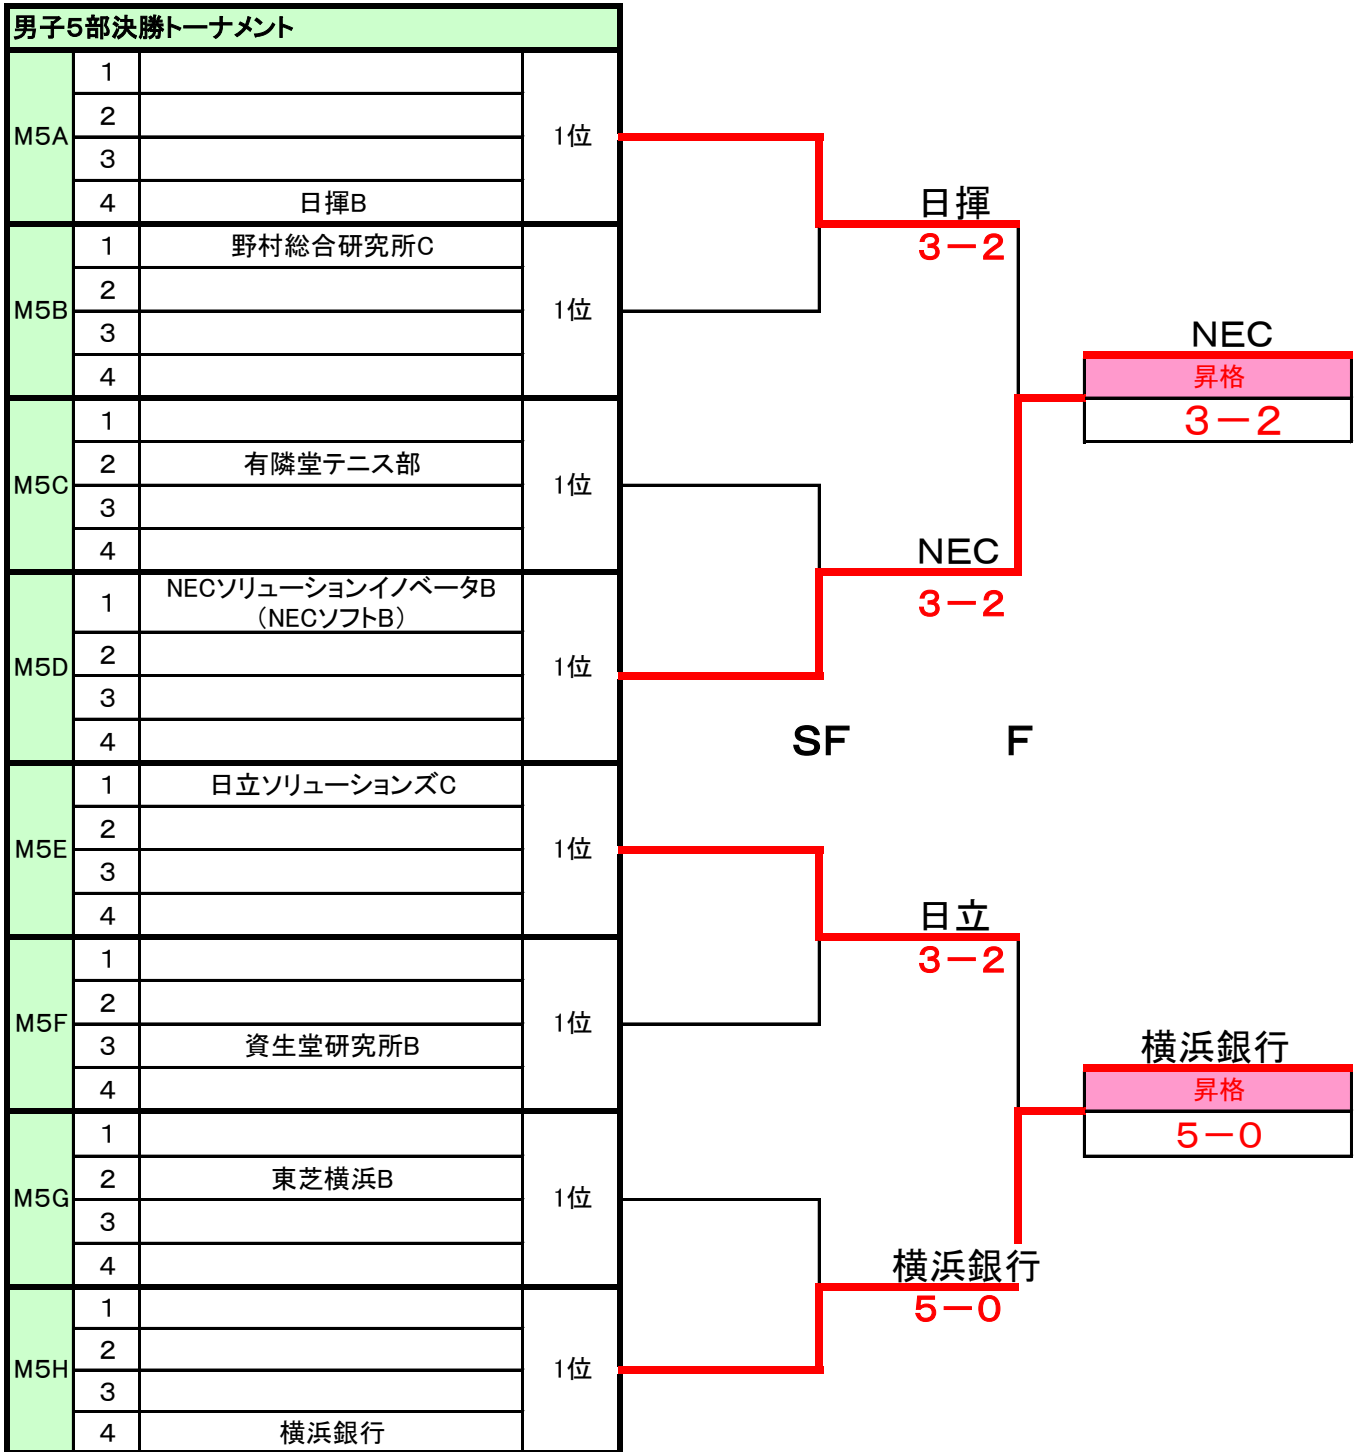 男子5部決勝トーナメント
M5A
1
2
3
4 日揮B
1位
M5B
1 野村総合研究所C
2
3
4
1位
M5C
1
2 有隣堂テニス部
3
4
1位
M5D
1 NECソリューションイノベータB
（NECソフトB）
2
3
4
1位
M5E
1 日立ソリューションズC
2
3
4
1位
M5F
1
2
3 資生堂研究所B
4
1位
M5G
1
2 東芝横浜B
3
4
1位
M5H
1
2
3
4 横浜銀行
1位
日揮
3－2
NEC
3－2
SF F
日立
3－2
横浜銀行
5－0
NEC
昇格
3－2
横浜銀行
昇格
5－0